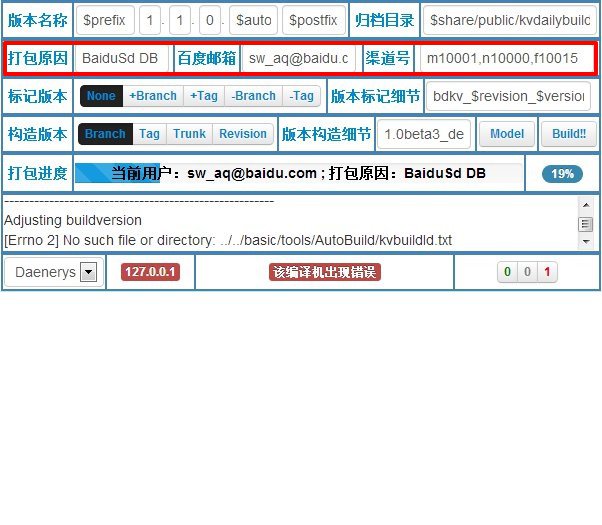 版本名称 $prefix 1 . 1 . 0 . $auto $postfix 归档目录 $share/public/kvdailybuild
打包原因 BaiduSd DB 百度邮箱 sw_aq@baidu.c 渠道号 m10001,n10000,f10015
标记版本 None +Branch +Tag -Branch -Tag 版本标记细节 bdkv_$revision_$version
构造版本 Branch Tag Trunk Revision 版本构造细节 1.0beta3_de Model Build!!
打包进度 当前用户：sw_aq@baidu.com ; 打包原因：BaiduSd DB 19%
------------------------------------------------------
Adjusting buildversion
[Errno 2] No such file or directory: ../../basic/tools/AutoBuild/kvbuildid.txt
Daenerys 127.0.0.1 该编译机出现错误 0 0 1